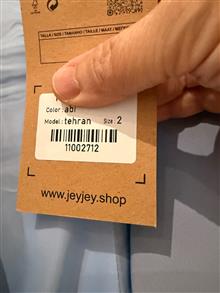 TALLA / SIZE / TAMANHO / TAILLE / MAAT /
Color: abi
Model: tehran Size: 2
11002712
www.jeyjey.shop